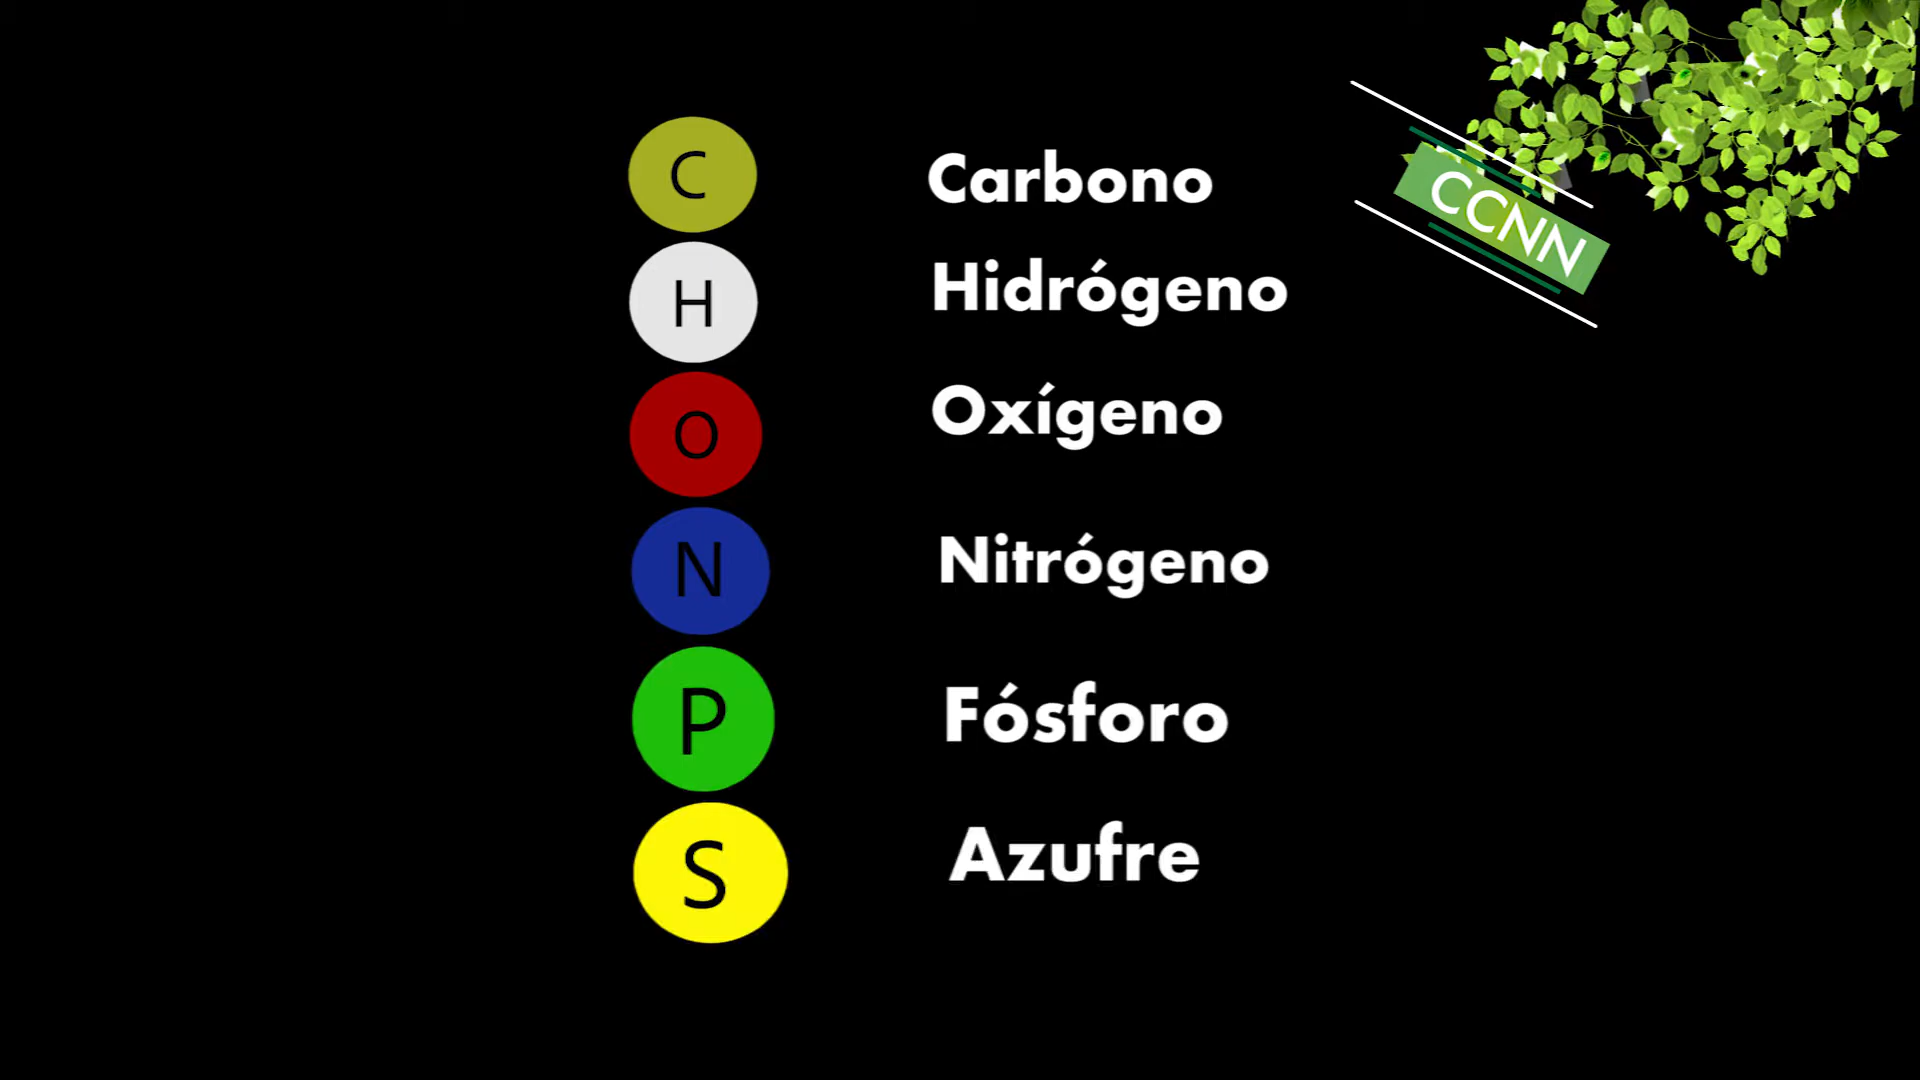 C Carbono
H Hidrógeno
O Oxígeno
N Nitrógeno
P Fósforo
S Azufre
CCNN